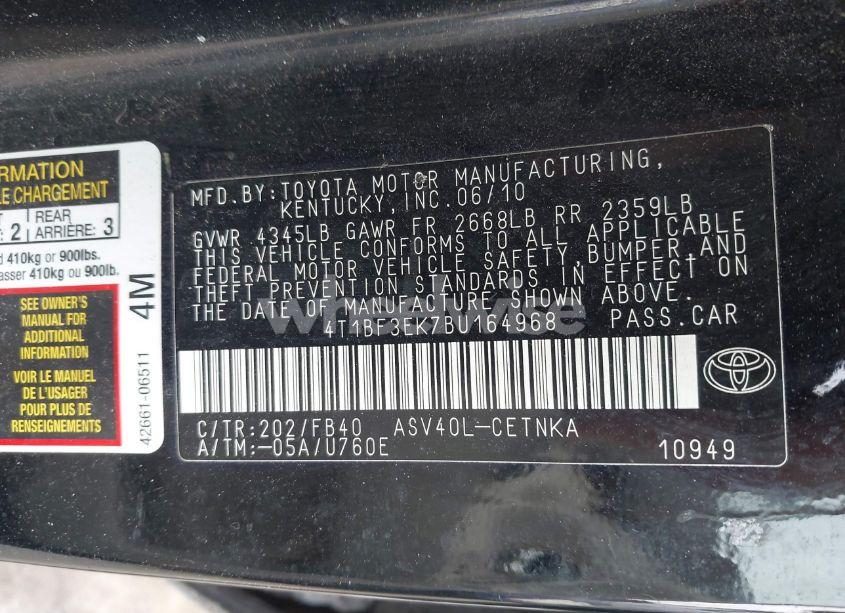 RMATION
LE CHARGEMENT
2
REAR
ARRIÈRE: 3
410kg or 900lbs.
asser 410kg ou 900lb.
SEE OWNER'S
MANUAL FOR
ADDITIONAL
INFORMATION
VOIR LE MANUEL
DE L'USAGER
POUR PLUS DE
RENSEIGNEMENTS
4M
42661-06511
MFD.BY:TOYOTA MOTOR MANUFACTURING,
KENTUCKY,INC.06/10
GVWR 4345LB GAWR FR 2668LB RR 2359LB
THIS VEHICLE CONFORMS TO ALL APPLICABLE
FEDERAL MOTOR VEHICLE SAFETY,BUMPER,AND
THEFT PREVENTION STANDARDS IN EFFECT ON
THE DATE OF MANUFACTURE SHOWN ABOVE.
4T1BF3EK7BU164968 PASS.CAR
C/TR:202/FB40 ASV40L-CETNKA
A/TM:-05A/U760E
10949